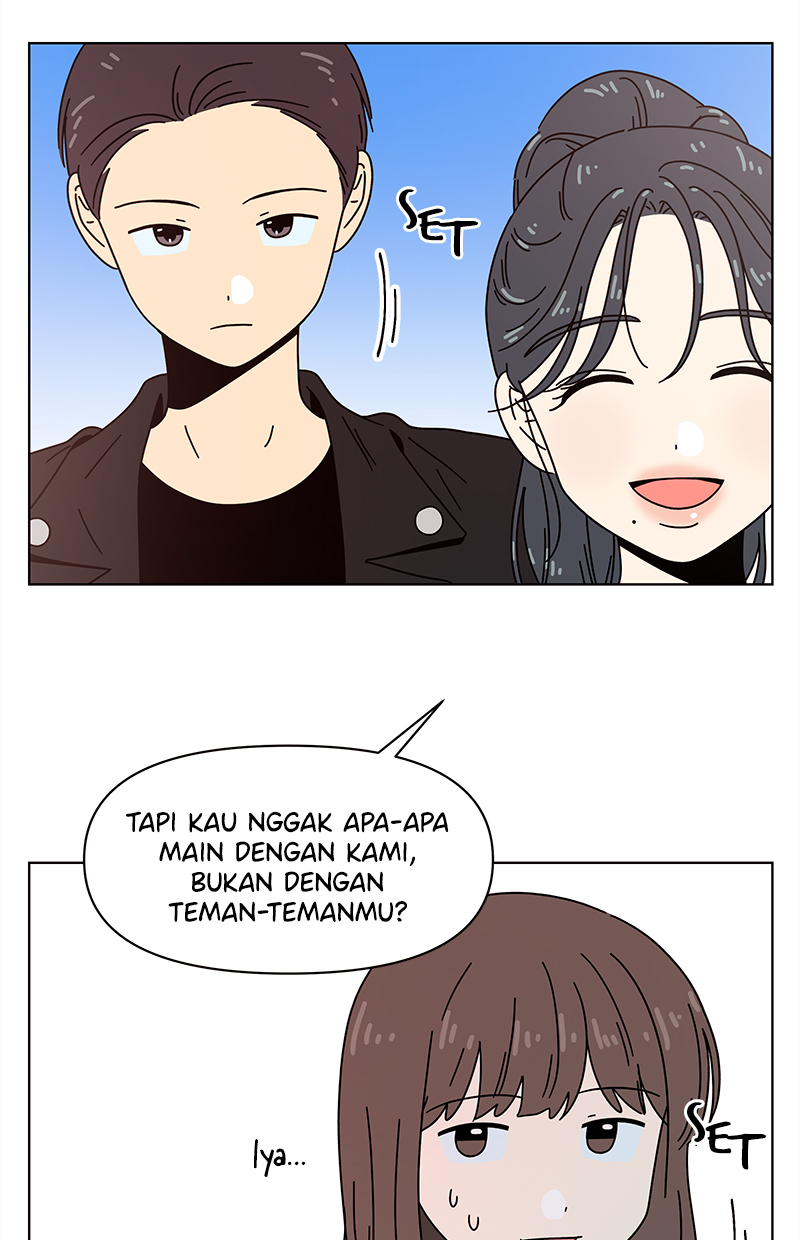 SET
TAPI KAU NGGAK APA-APA
MAIN DENGAN KAMI,
BUKAN DENGAN
TEMAN-TEMANMU?
SET
Iya...